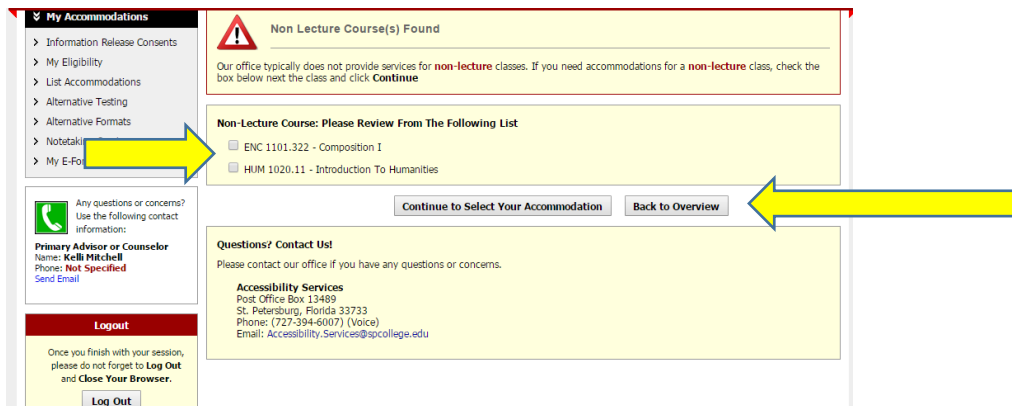 My Accommodations
Information Release Consents
My Eligibility
List Accommodations
Alternative Testing
Alternative Formats
My
Any questions or concerns?
Use the following contact
information:
Primary Advisor or Counselor
Name: Kelli Mitchell
Phone: Not Specified
Send Email
Logout
Once you finish with your session,
please do not forget to Log Out
and Close Your Browser.
Log Out
Non Lecture Course(s) Found
Our office typically does not provide services for non-lecture classes. If you need accommodations for a non-lecture class, check the
box below next the class and click Continue
Non-Lecture Course: Please Review From The Following List
ENC 1101.322 - Composition I
HUM 1020.11 - Introduction To Humanities
Continue to Select Your Accommodation
Back to Overview
Questions? Contact Us!
Please contact our office if you have any questions or concerns.
Accessibility Services
Post Office Box 13489
St. Petersburg, Florida 33733
Phone: (727-394-6007) (Voice)
Email: Accessibility.Services@spcollege.edu